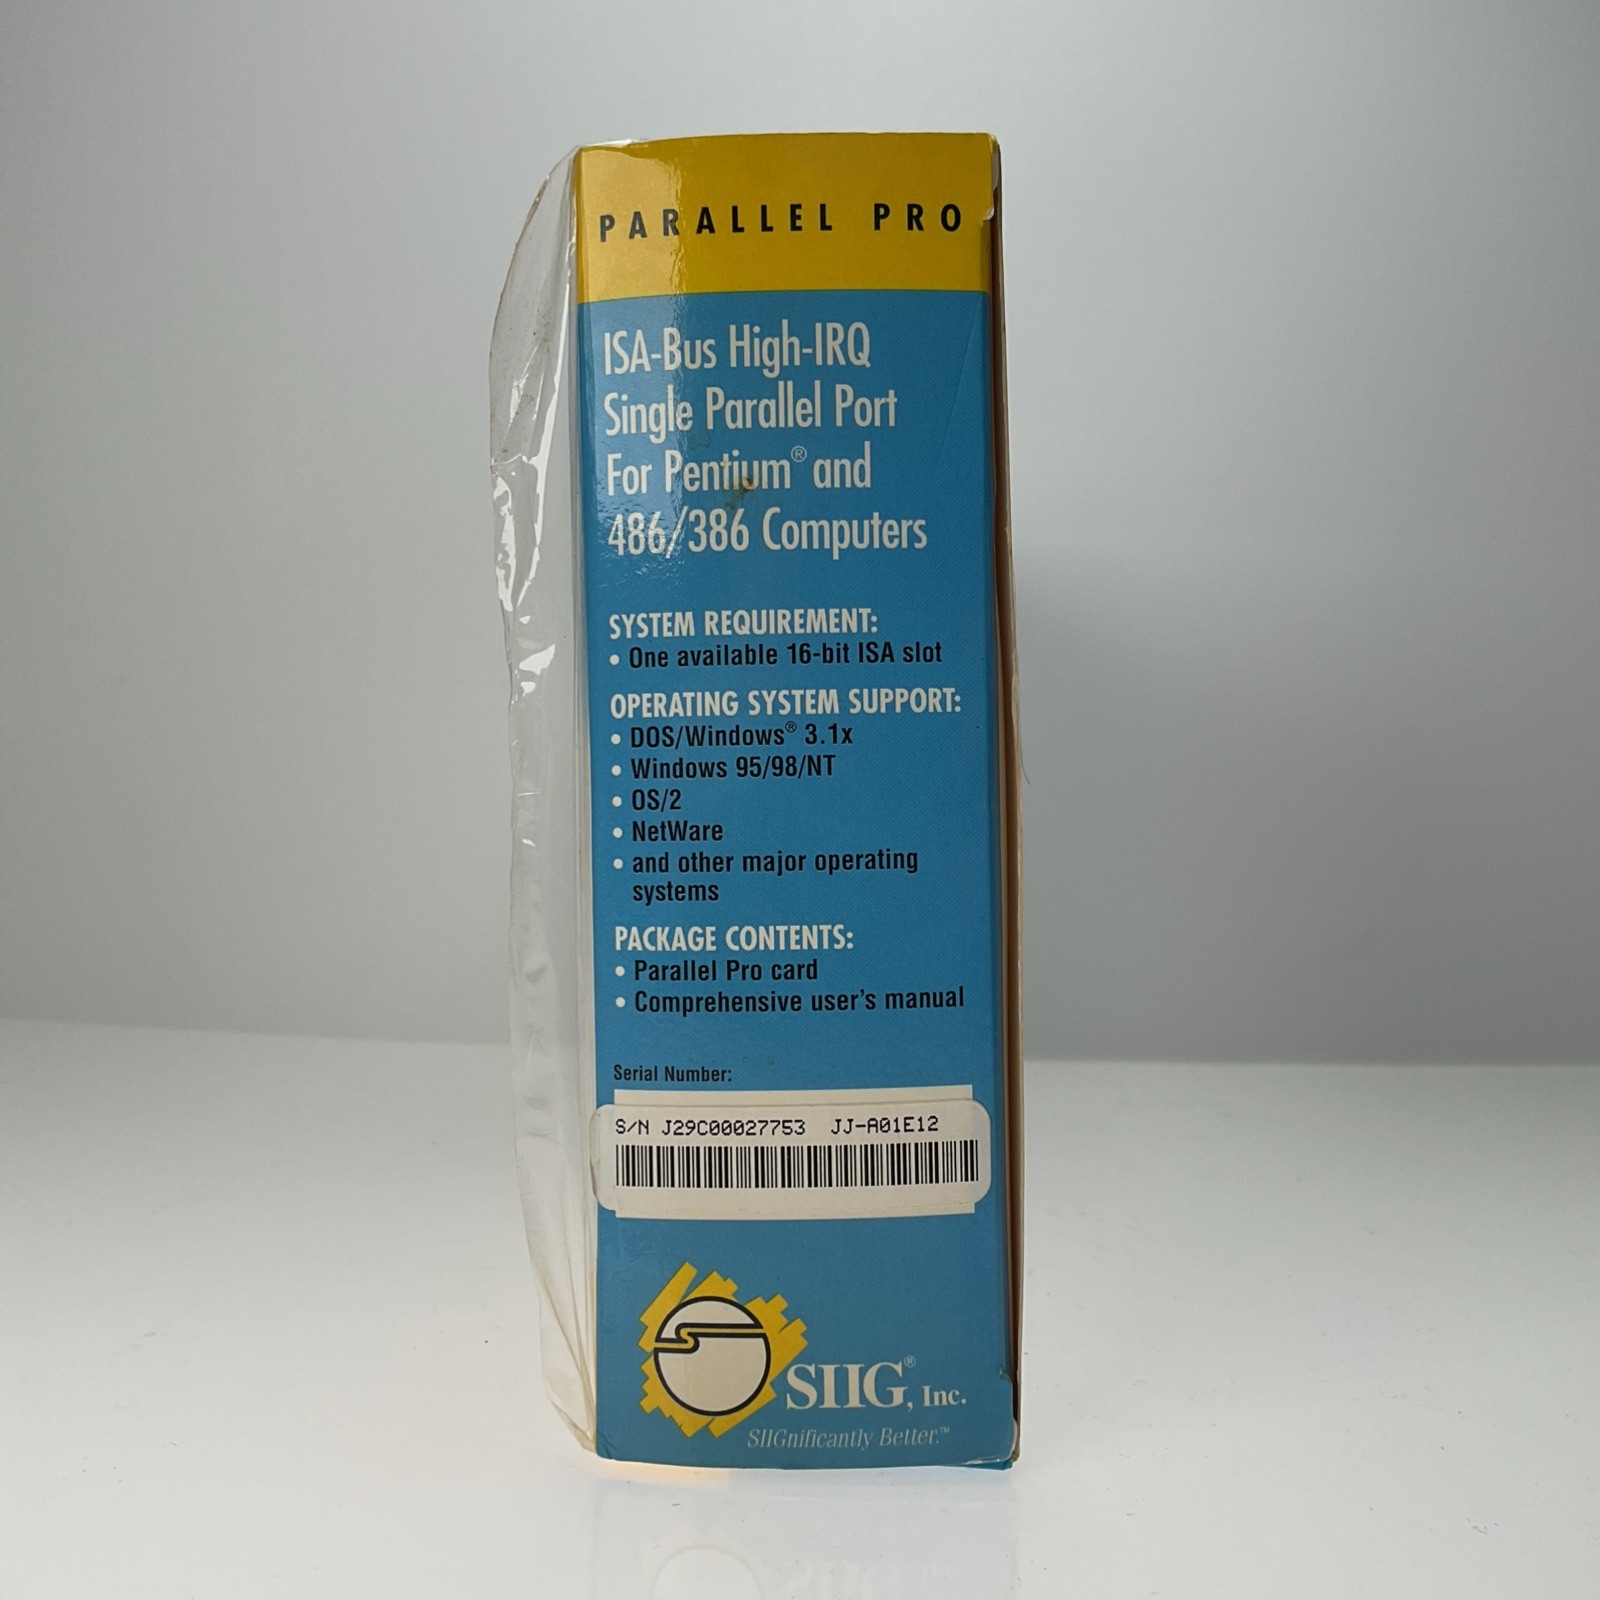 PARALLEL PRO
ISA-Bus High-IRQ
Single Parallel Port
For Pentium® and
486/386 Computers
SYSTEM REQUIREMENT:
• One available 16-bit ISA slot
OPERATING SYSTEM SUPPORT:
• DOS/Windows® 3.1x
• Windows 95/98/NT
• OS/2
• NetWare
• and other major operating
systems
PACKAGE CONTENTS:
• Parallel Pro card
• Comprehensive user's manual
Serial Number:
S/N J29C00027753 JJ-A01E12
SIIG®, Inc.
SIIGnificantly Better.™